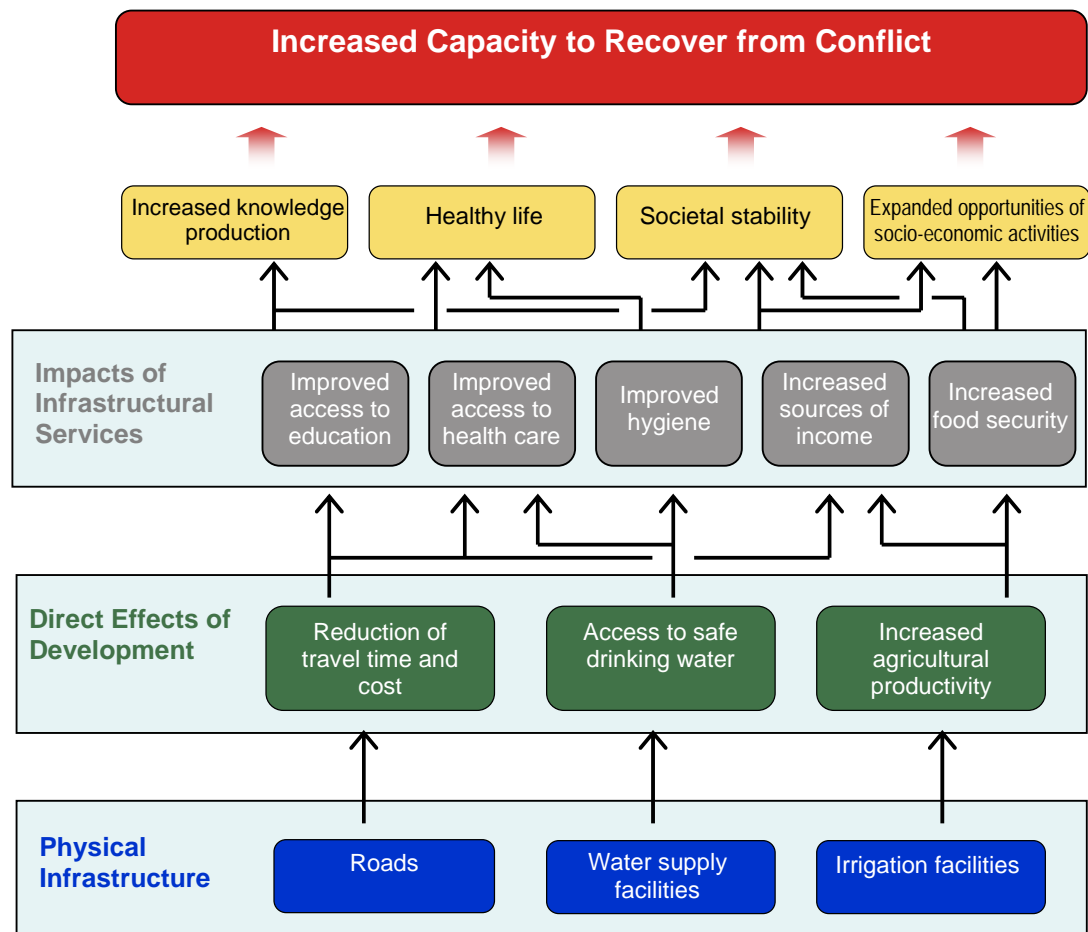 Increased Capacity to Recover from Conflict
Increased knowledge
production
Healthy life
Societal stability
Expanded opportunities of
socio-economic activities
Impacts of
Infrastructural
Services
Improved
access to
education
Improved
access to
health care
Improved
hygiene
Increased
sources of
income
Increased
food security
Direct Effects of
Development
Reduction of
travel time and
cost
Access to safe
drinking water
Increased
agricultural
productivity
Physical
Infrastructure
Roads
Water supply
facilities
Irrigation facilities